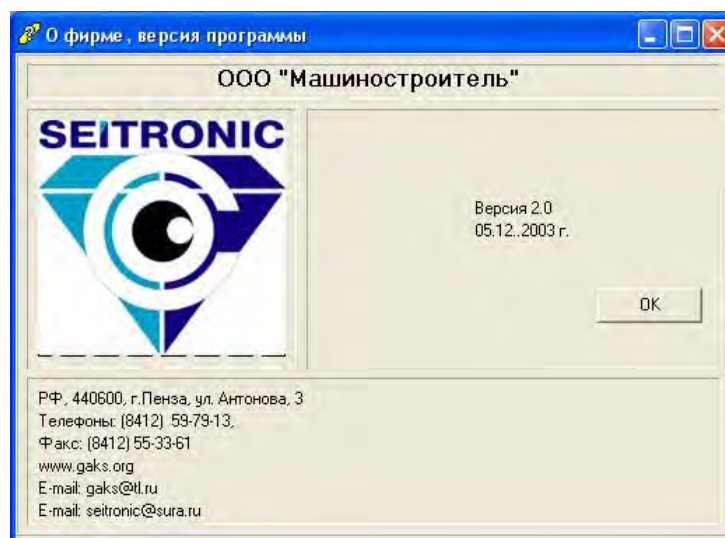 О фирме , версия программы
ООО "Машиностроитель"
SEITRONIC
Версия 2.0
05.12..2003 г.
OK
РФ, 440600, г.Пенза, ул. Антонова, 3
Телефоны: (8412)  59-79-13,
Факс: (8412) 55-33-61
www.gaks.org
E-mail: gaks@tl.ru
E-mail: seitronic@sura.ru